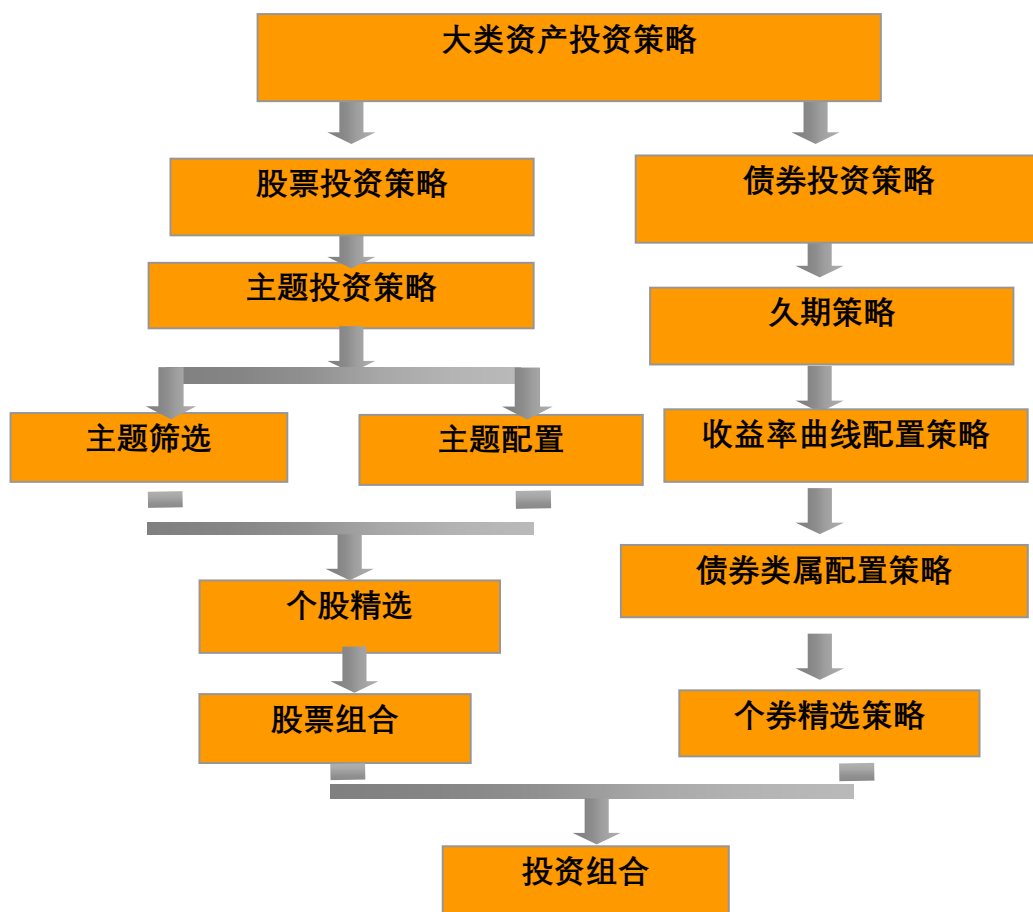 大类资产投资策略
股票投资策略
债券投资策略
主题投资策略
久期策略
主题筛选
主题配置
收益率曲线配置策略
债券类属配置策略
个股精选
股票组合
个券精选策略
投资组合